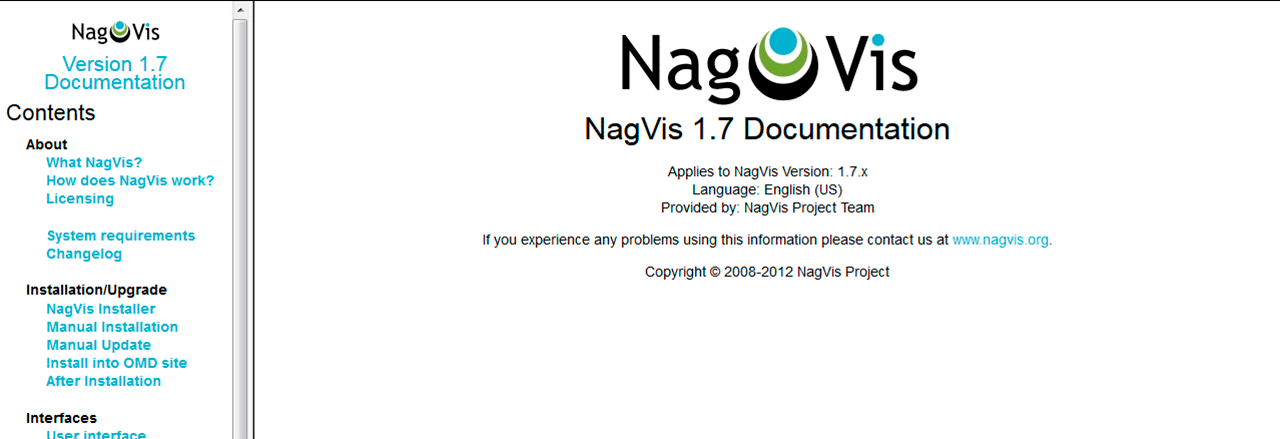 NagVis
Version 1.7
Documentation
Contents
About
What NagVis?
How does NagVis work?
Licensing
System requirements
Changelog
Installation/Upgrade
NagVis Installer
Manual Installation
Manual Update
Install into OMD site
After Installation
Interfaces
User interface
NagVis
NagVis 1.7 Documentation
Applies to NagVis Version: 1.7.x
Language: English (US)
Provided by: NagVis Project Team
If you experience any problems using this information please contact us at www.nagvis.org.
Copyright © 2008-2012 NagVis Project